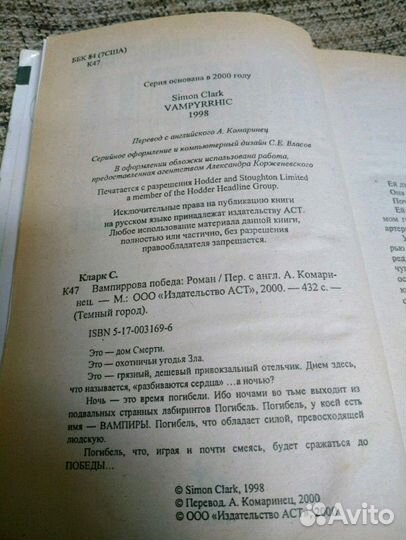 ББК 84 (7США)
К47
Серия основана в 2000 году
Simon Clark
VAMPYRRHIC
1998
Перевод с английского А. Комаринец
Серийное оформление и компьютерный дизайн С.Е. Власов
В оформлении обложки использована работа,
предоставленная агентством Александра Корженевского
Печатается с разрешения Hodder and Stoughton Limited
a member of the Hodder Headline Group.
Исключительные права на публикацию книги
на русском языке принадлежат издательству АСТ.
Любое использование материала данной книги,
полностью или частично, без разрешения
правообладателя запрещается.
Кларк С.
К47 Вампиррова победа: Роман / Пер. с англ. А. Комари-
нец. — М.: ООО «Издательство АСТ», 2000. — 432 с. —
(Темный город).
ISBN 5-17-003169-6
Это — дом Смерти.
Это — охотничьи угодья Зла.
Это — грязный, дешевый привокзальный отельчик. Днем здесь,
что называется, «разбиваются сердца» ...а ночью?
Ночь — это время погибели. Ибо ночами во тьме выходит из
подвальных странных лабиринтов Погибель. Погибель, у коей есть
имя — ВАМПИРЫ. Погибель, что обладает силой, превосходящей
людскую.
Погибель, что, играя и почти смеясь, будет сражаться до
ПОБЕДЫ...
© Simon Clark, 1998
© Перевод. А. Комаринец, 2000
© ООО «Издательство АСТ», 2000
Avito